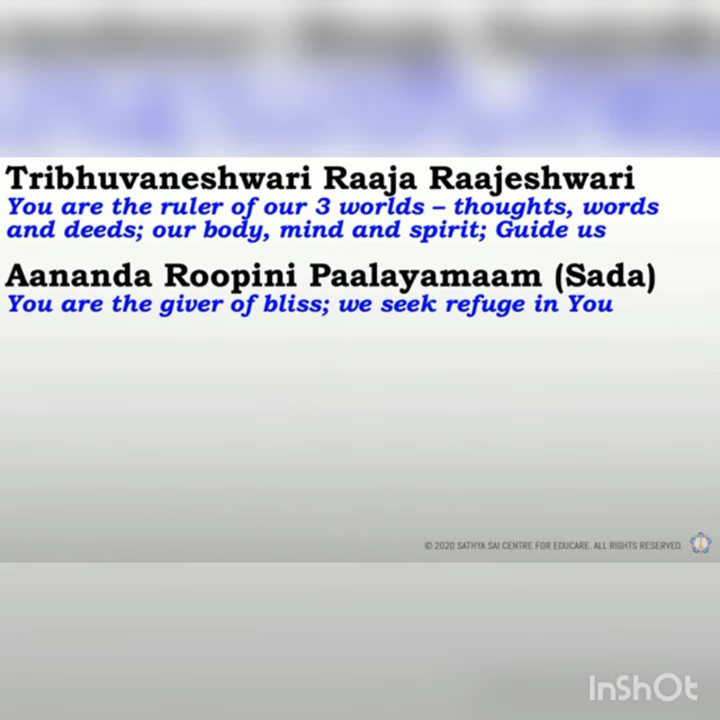 Tribhuvaneshwari Raaja Raajeshwari
You are the ruler of our 3 worlds – thoughts, words
and deeds; our body, mind and spirit; Guide us
Aananda Roopini Paalayamaam (Sada)
You are the giver of bliss; we seek refuge in You
© 2020 SATHYA SAI CENTRE FOR EDUCARE. ALL RIGHTS RESERVED.
InShOt